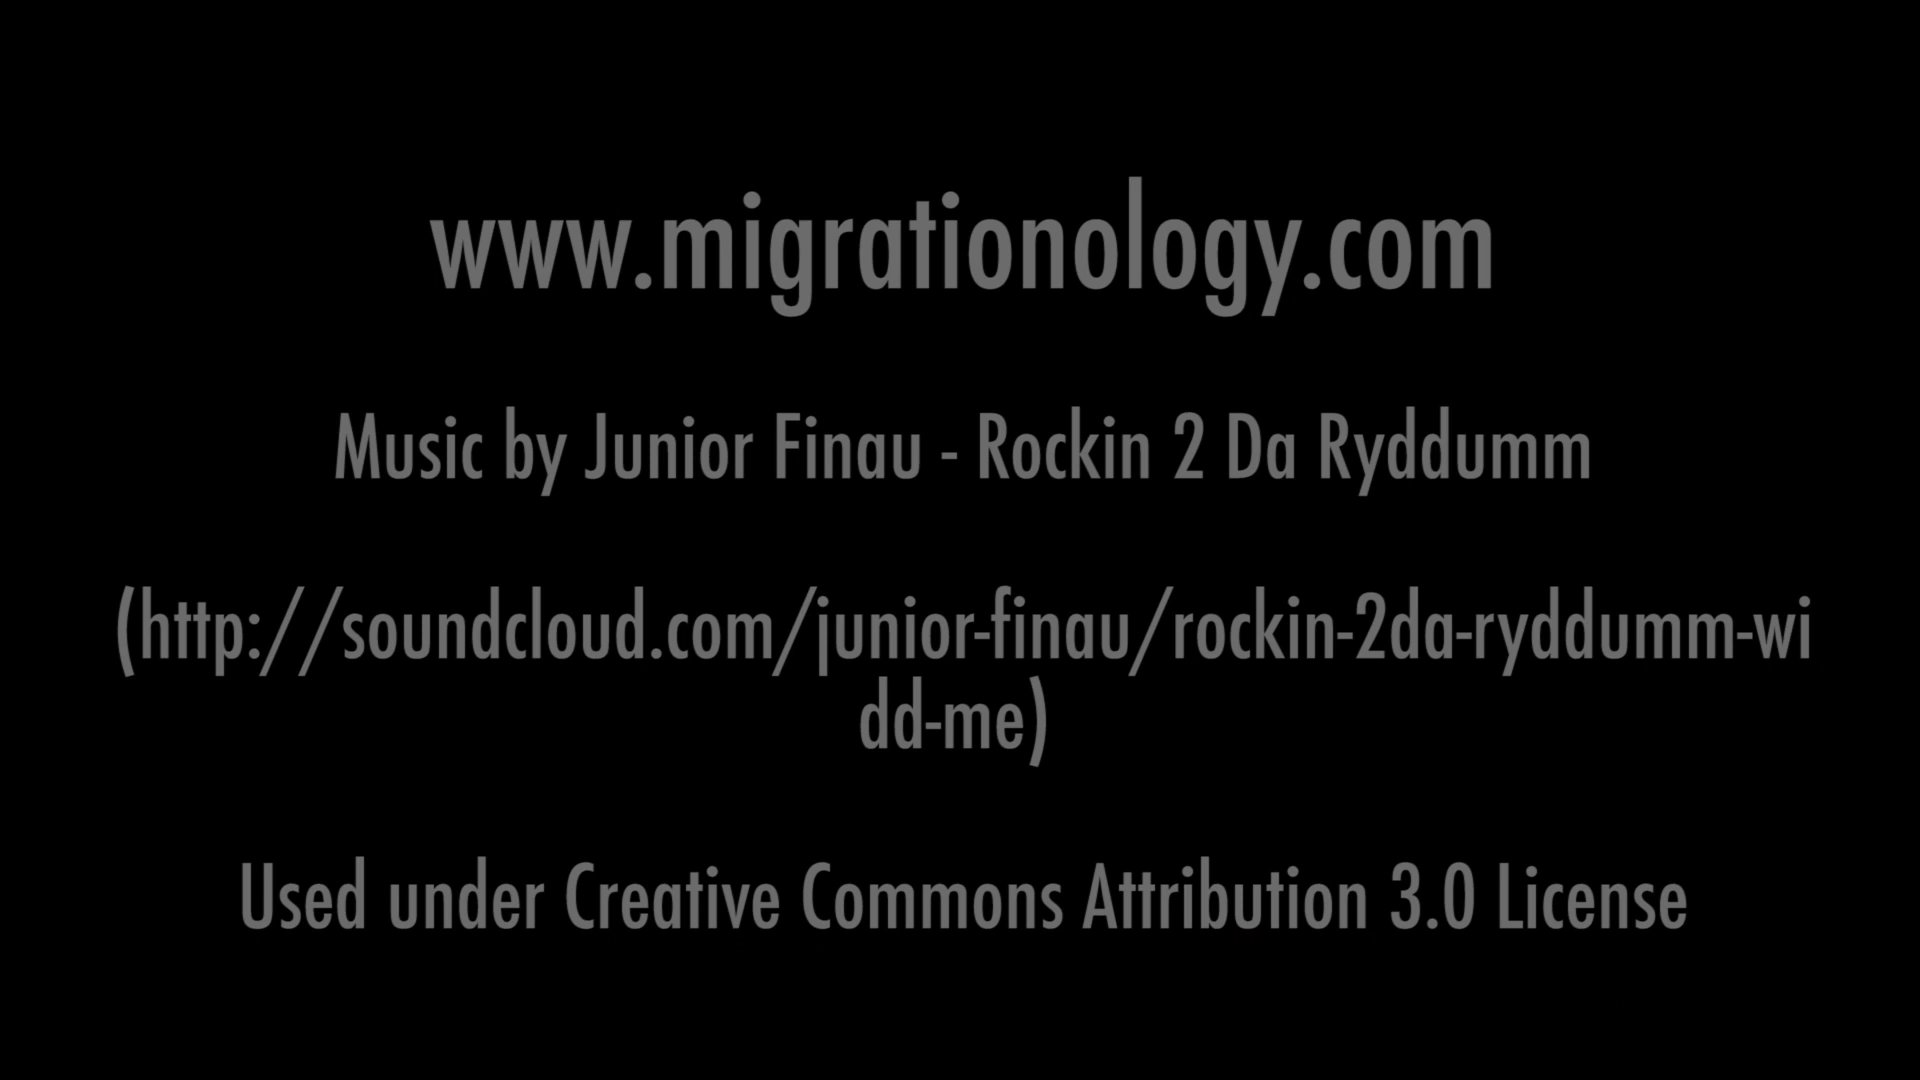 www.migrationology.com
Music by Junior Finau - Rockin 2 Da Ryddumm
(http://soundcloud.com/junior-finau/rockin-2da-ryddumm-wi
dd-me)
Used under Creative Commons Attribution 3.0 License